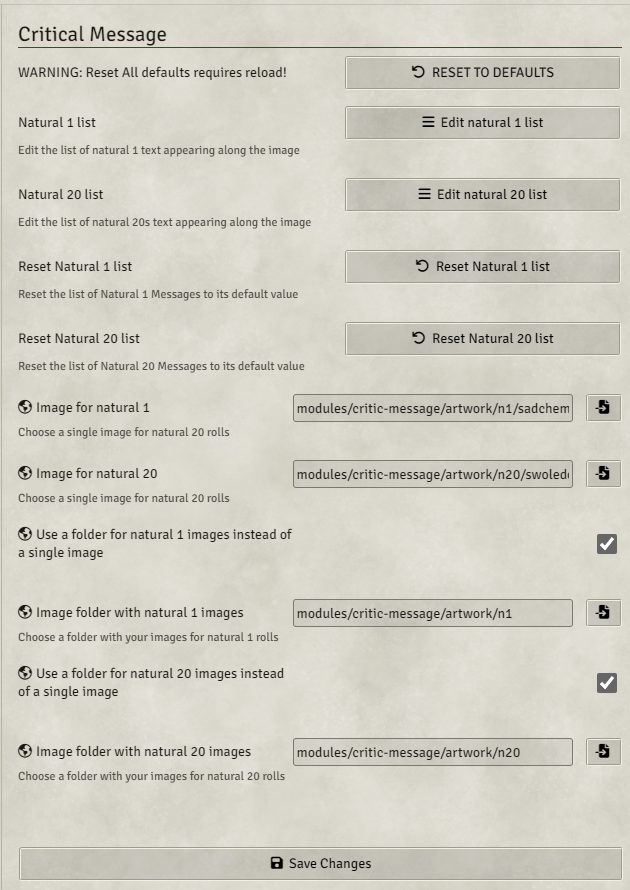 Critical Message
WARNING: Reset All defaults requires reload!
RESET TO DEFAULTS
Natural 1 list
Edit natural 1 list
Edit the list of natural 1 text appearing along the image
Natural 20 list
Edit natural 20 list
Edit the list of natural 20s text appearing along the image
Reset Natural 1 list
Reset Natural 1 list
Reset the list of Natural 1 Messages to its default value
Reset Natural 20 list
Reset Natural 20 list
Reset the list of Natural 20 Messages to its default value
Image for natural 1
modules/critic-message/artwork/n1/sadchem
Choose a single image for natural 20 rolls
Image for natural 20
modules/critic-message/artwork/n20/swoled
Choose a single image for natural 20 rolls
Use a folder for natural 1 images instead of
a single image
Image folder with natural 1 images
modules/critic-message/artwork/n1
Choose a folder with your images for natural 1 rolls
Use a folder for natural 20 images instead
of a single image
Image folder with natural 20 images
modules/critic-message/artwork/n20
Choose a folder with your images for natural 20 rolls
Save Changes